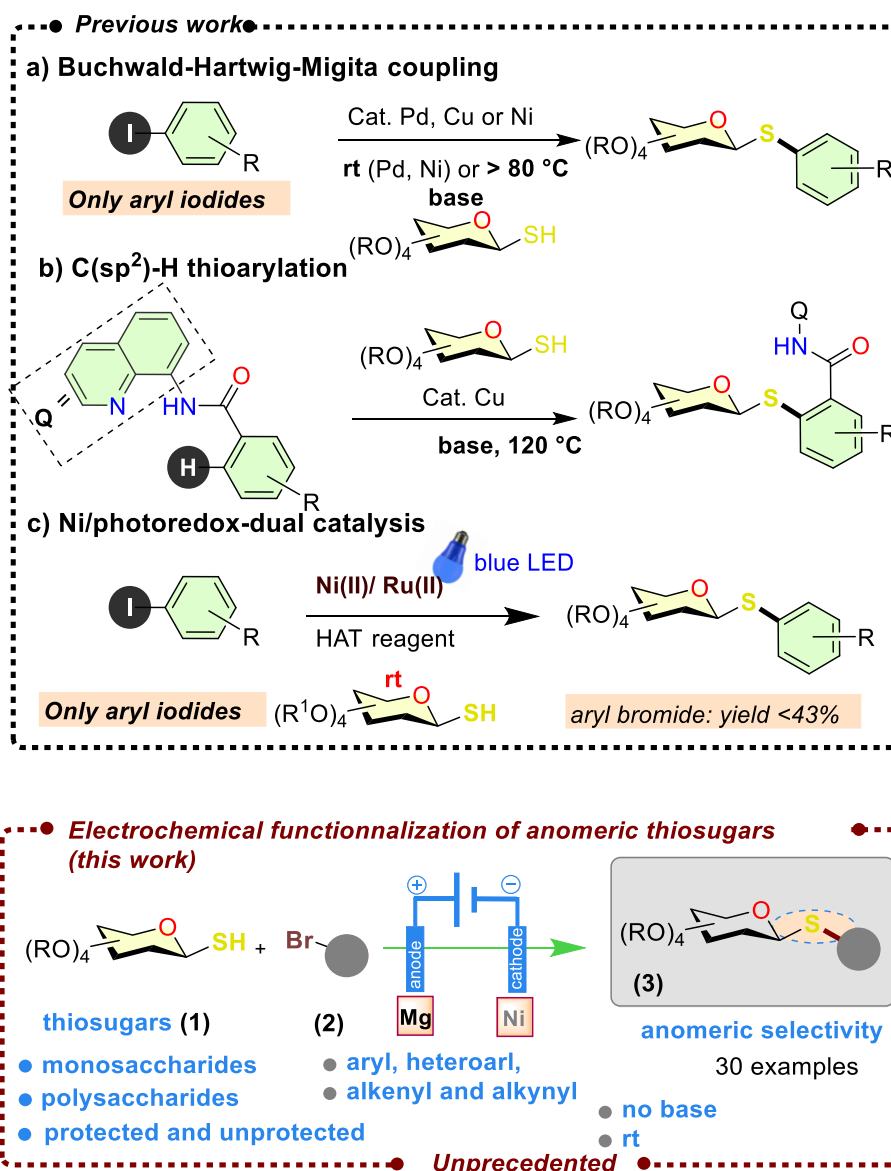 Previous work
a) Buchwald-Hartwig-Migita coupling
I
R
Only aryl iodides
Cat. Pd, Cu or Ni
rt (Pd, Ni) or > 80 °C
base
(RO)4
O
SH
(RO)4
O
S
R
b) C(sp2)-H thioarylation
Q =
N
HN
O
H
R
(RO)4
O
SH
Cat. Cu
base, 120 °C
Q
HN
O
(RO)4
O
S
R
c) Ni/photoredox-dual catalysis
I
R
Only aryl iodides
Ni(II)/ Ru(II)
blue LED
HAT reagent
rt
(R1O)4
O
SH
(RO)4
O
S
R
aryl bromide: yield <43%
Electrochemical functionnalization of anomeric thiosugars
(this work)
(RO)4
O
SH
+
Br
+
−
anode
cathode
Mg
Ni
(RO)4
O
S
(3)
thiosugars (1)
(2)
anomeric selectivity
monosaccharides
polysaccharides
protected and unprotected
aryl, heteroarl,
alkenyl and alkynyl
30 examples
no base
rt
Unprecedented